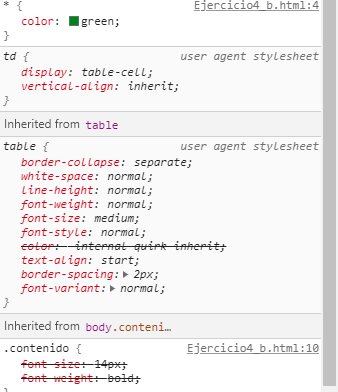 * { Ejercicio4_b.html:4
color: green;
}
td { user agent stylesheet
display: table-cell;
vertical-align: inherit;
}
Inherited from table
table { user agent stylesheet
border-collapse: separate;
white-space: normal;
line-height: normal;
font-weight: normal;
font-size: medium;
font-style: normal;
color: -internal-quirk-inherit;
text-align: start;
border-spacing: 2px;
font-variant: normal;
}
Inherited from body.conteni…
.contenido { Ejercicio4_b.html:10
font-size: 14px;
font-weight: bold;
}